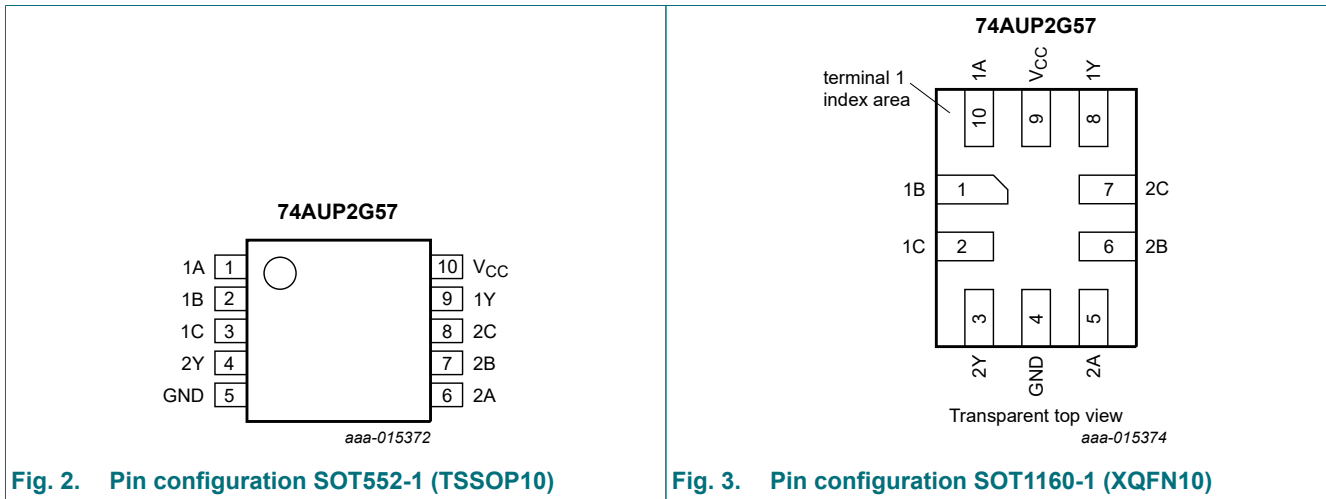 74AUP2G57
1A 1 10 VCC
1B 2 9 1Y
1C 3 8 2C
2Y 4 7 2B
GND 5 6 2A
aaa-015372
Fig. 2. Pin configuration SOT552-1 (TSSOP10)
74AUP2G57
terminal 1
index area
1A VCC 1Y
10 9 8
1B 1 7 2C
1C 2 6 2B
3 4 5
2Y GND 2A
Transparent top view
aaa-015374
Fig. 3. Pin configuration SOT1160-1 (XQFN10)